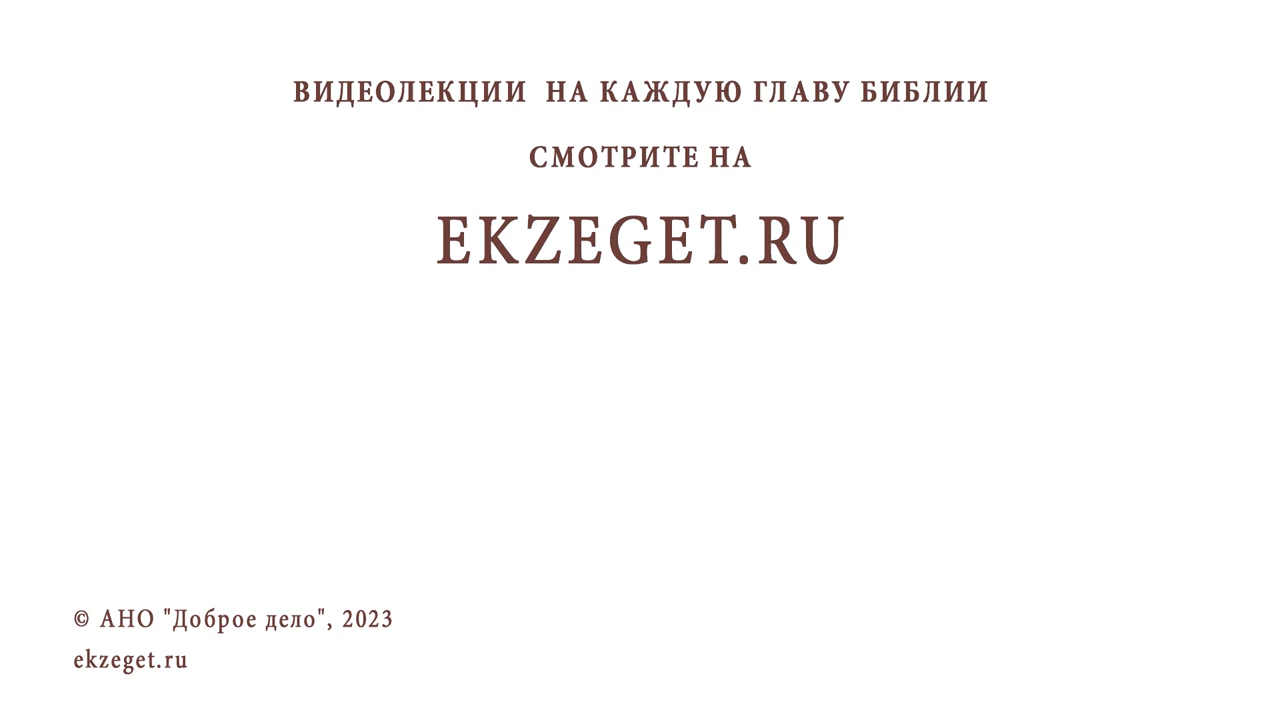 ВИДЕОЛЕКЦИИ НА КАЖДУЮ ГЛАВУ БИБЛИИ
СМОТРИТЕ НА
EKZEGET.RU
© АНО "Доброе дело", 2023
ekzeget.ru